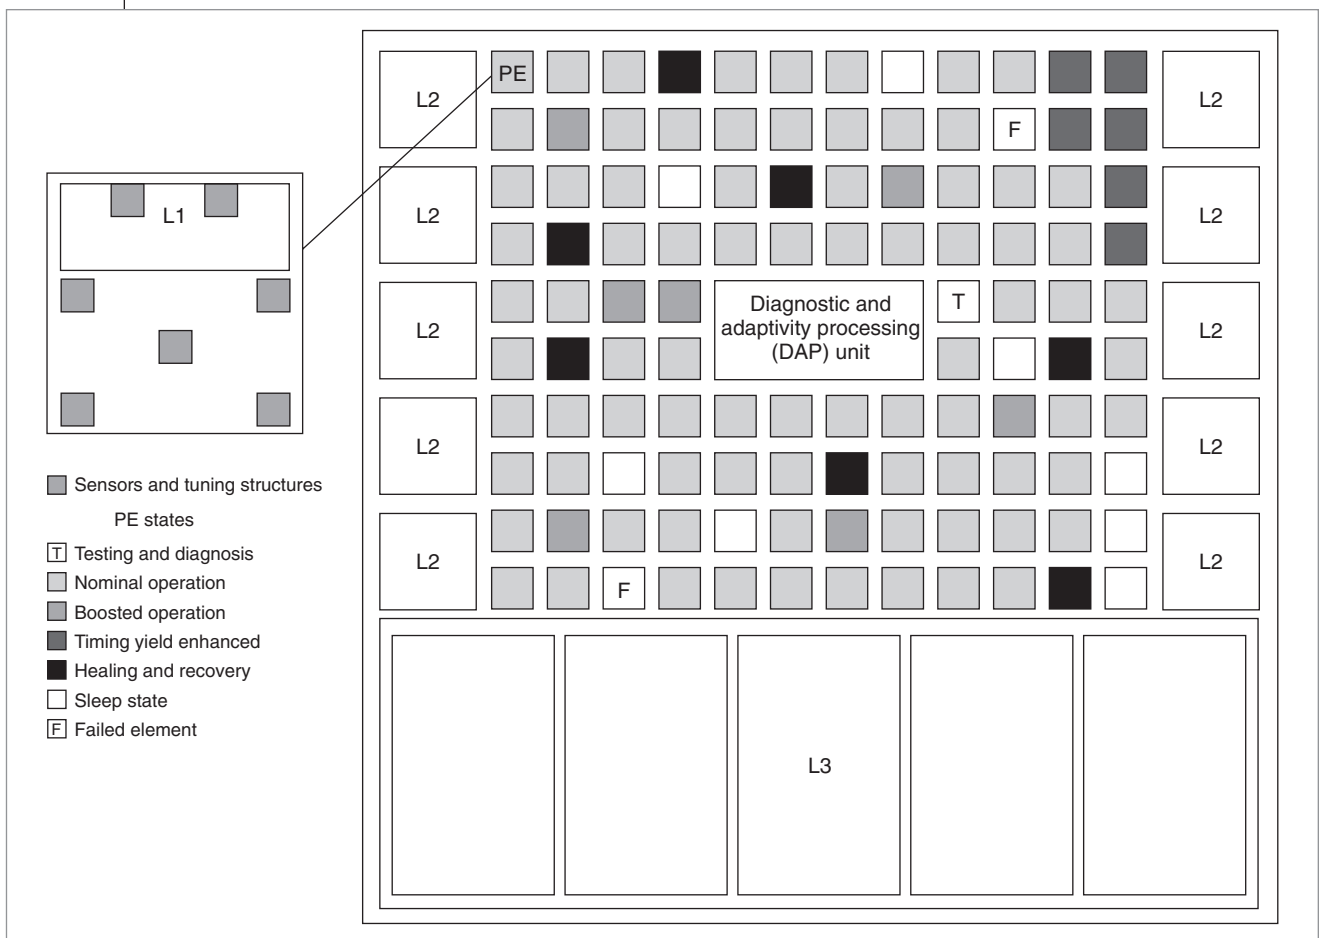 PE
L2
L2
F
L1
L2
L2
L2
Diagnostic and
adaptivity processing
(DAP) unit
T
L2
L2
L2
Sensors and tuning structures
PE states
T Testing and diagnosis
Nominal operation
Boosted operation
Timing yield enhanced
Healing and recovery
Sleep state
F Failed element
L2
F
L2
L3